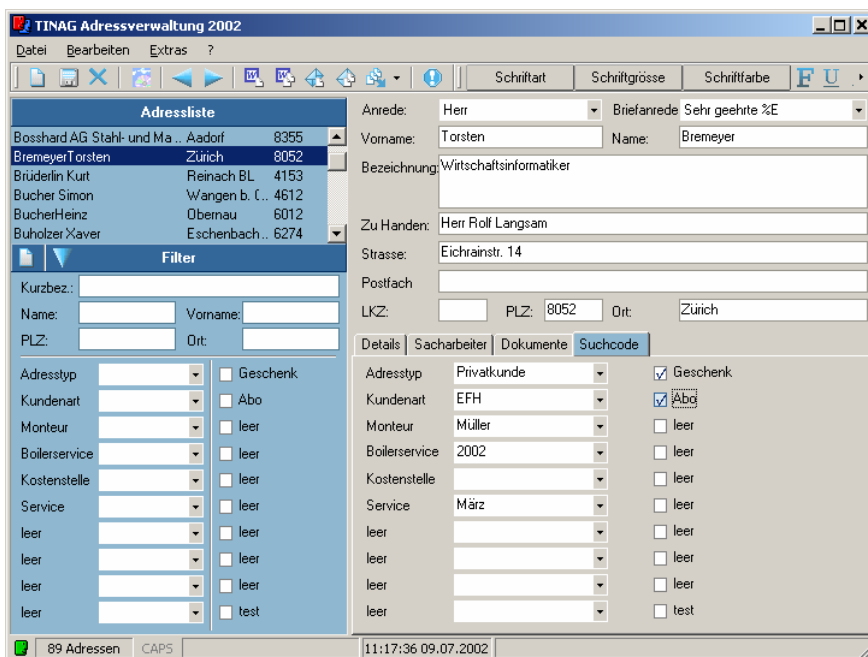 TINAG Adressverwaltung 2002
Datei Bearbeiten Extras ?
Schriftart Schriftgrösse Schriftfarbe F U
Adressliste
Bosshard AG Stahl- und Ma .. Aadorf 8355
BremeyerTorsten Zürich 8052
Brüderlin Kurt Reinach BL 4153
Bucher Simon Wangen b. (.. 4612
BucherHeinz Obernau 6012
Buholzer Xaver Eschenbach .. 6274
Filter
Kurzbez.:
Name: Vorname:
PLZ: Ort:
Adresstyp Geschenk
Kundenart Abo
Monteur leer
Boilerservice leer
Kostenstelle leer
Service leer
leer leer
leer leer
leer leer
leer test
Anrede: Herr Briefanrede Sehr geehrte %E
Vorname: Torsten Name: Bremeyer
Bezeichnung: Wirtschaftsinformatiker
Zu Handen: Herr Rolf Langsam
Strasse: Eichrainstr. 14
Postfach
LKZ: PLZ: 8052 Ort: Zürich
Details Sacharbeiter Dokumente Suchcode
Adresstyp Privatkunde Geschenk
Kundenart EFH Abo
Monteur Müller leer
Boilerservice 2002 leer
Kostenstelle leer
Service März leer
leer leer
leer leer
leer leer
leer test
89 Adressen CAPS 11:17:36 09.07.2002